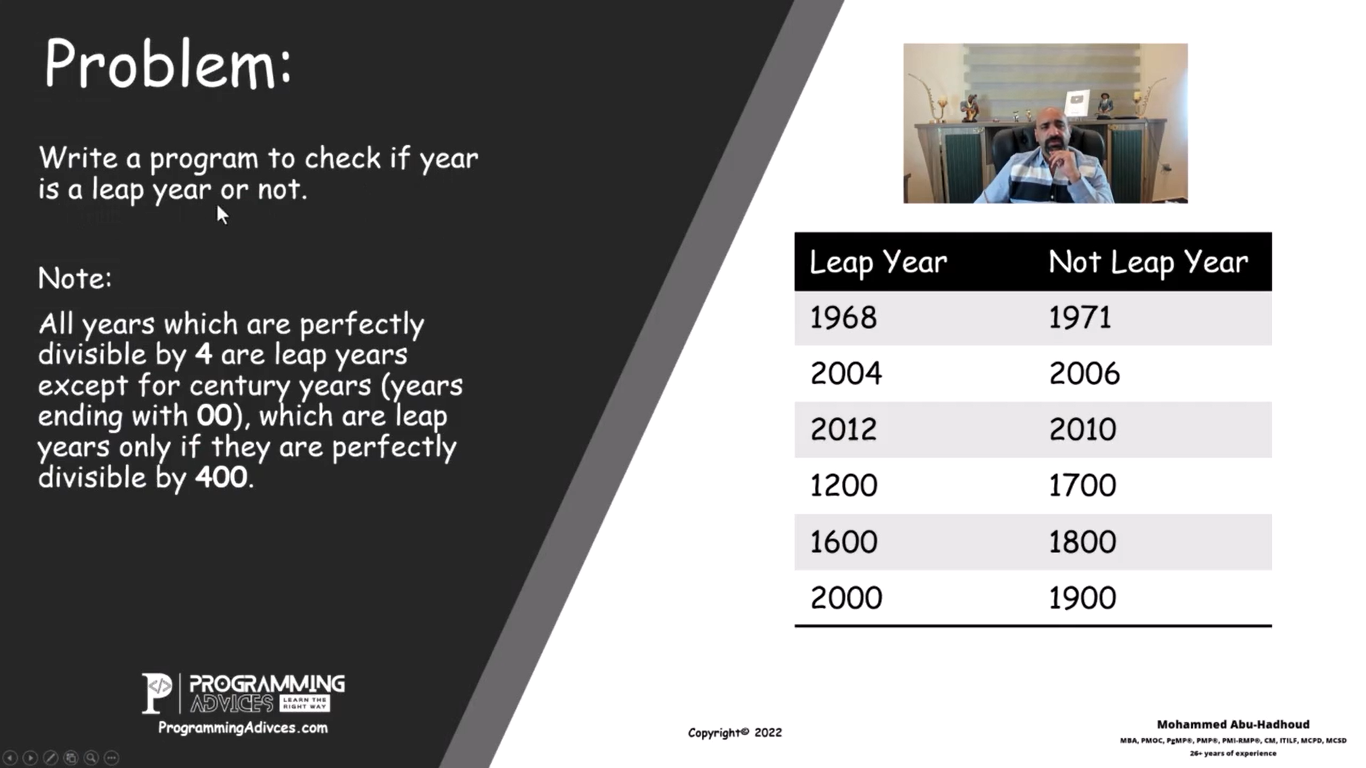 Problem:
Write a program to check if year
is a leap year or not.
Note:
All years which are perfectly
divisible by 4 are leap years
except for century years (years
ending with 00), which are leap
years only if they are perfectly
divisible by 400.
Leap Year Not Leap Year
1968 1971
2004 2006
2012 2010
1200 1700
1600 1800
2000 1900
PROGRAMMING
ADVICES LEARN THE
RIGHT WAY
ProgrammingAdivces.com
Copyright© 2022
Mohammed Abu-Hadhoud
MBA, PMOC, PgMP®, PMP®, PMI-RMP®, CM, ITILF, MCPD, MCSD
26+ years of experience